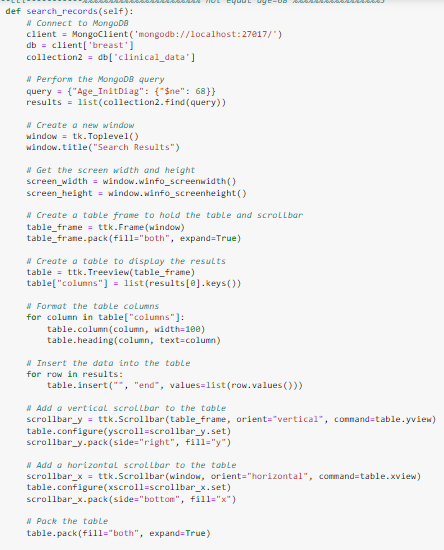 not equal age=68
def search_records(self):
# Connect to MongoDB
client = MongoClient('mongodb://localhost:27017/')
db = client['breast']
collection2 = db['clinical_data']
# Perform the MongoDB query
query = {"Age_InitDiag": {"$ne": 68}}
results = list(collection2.find(query))
# Create a new window
window = tk.Toplevel()
window.title("Search Results")
# Get the screen width and height
screen_width = window.winfo_screenwidth()
screen_height = window.winfo_screenheight()
# Create a table frame to hold the table and scrollbar
table_frame = ttk.Frame(window)
table_frame.pack(fill="both", expand=True)
# Create a table to display the results
table = ttk.Treeview(table_frame)
table["columns"] = list(results[0].keys())
# Format the table columns
for column in table["columns"]:
table.column(column, width=100)
table.heading(column, text=column)
# Insert the data into the table
for row in results:
table.insert("", "end", values=list(row.values()))
# Add a vertical scrollbar to the table
scrollbar_y = ttk.Scrollbar(table_frame, orient="vertical", command=table.yview)
table.configure(yscroll=scrollbar_y.set)
scrollbar_y.pack(side="right", fill="y")
# Add a horizontal scrollbar to the table
scrollbar_x = ttk.Scrollbar(window, orient="horizontal", command=table.xview)
table.configure(xscroll=scrollbar_x.set)
scrollbar_x.pack(side="bottom", fill="x")
# Pack the table
table.pack(fill="both", expand=True)